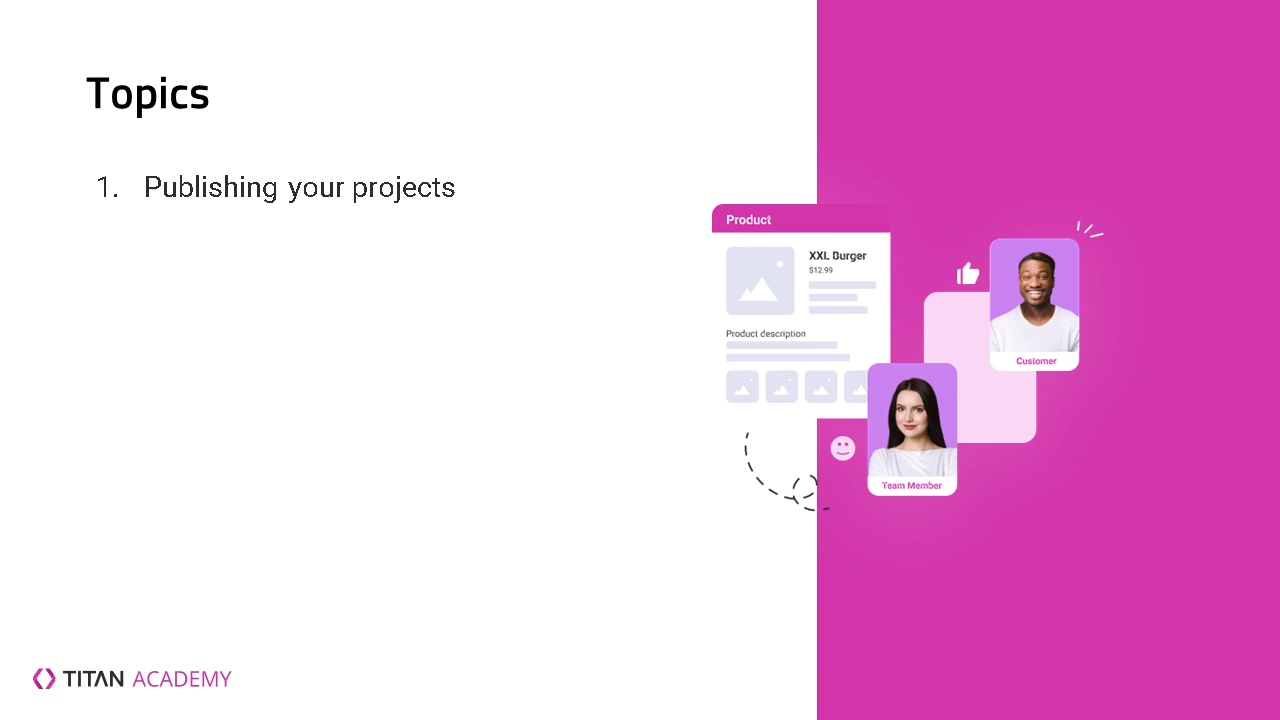 Topics
1. Publishing your projects
Product
XXL Burger
$12.99
Product description
Customer
Team Member
TITAN ACADEMY